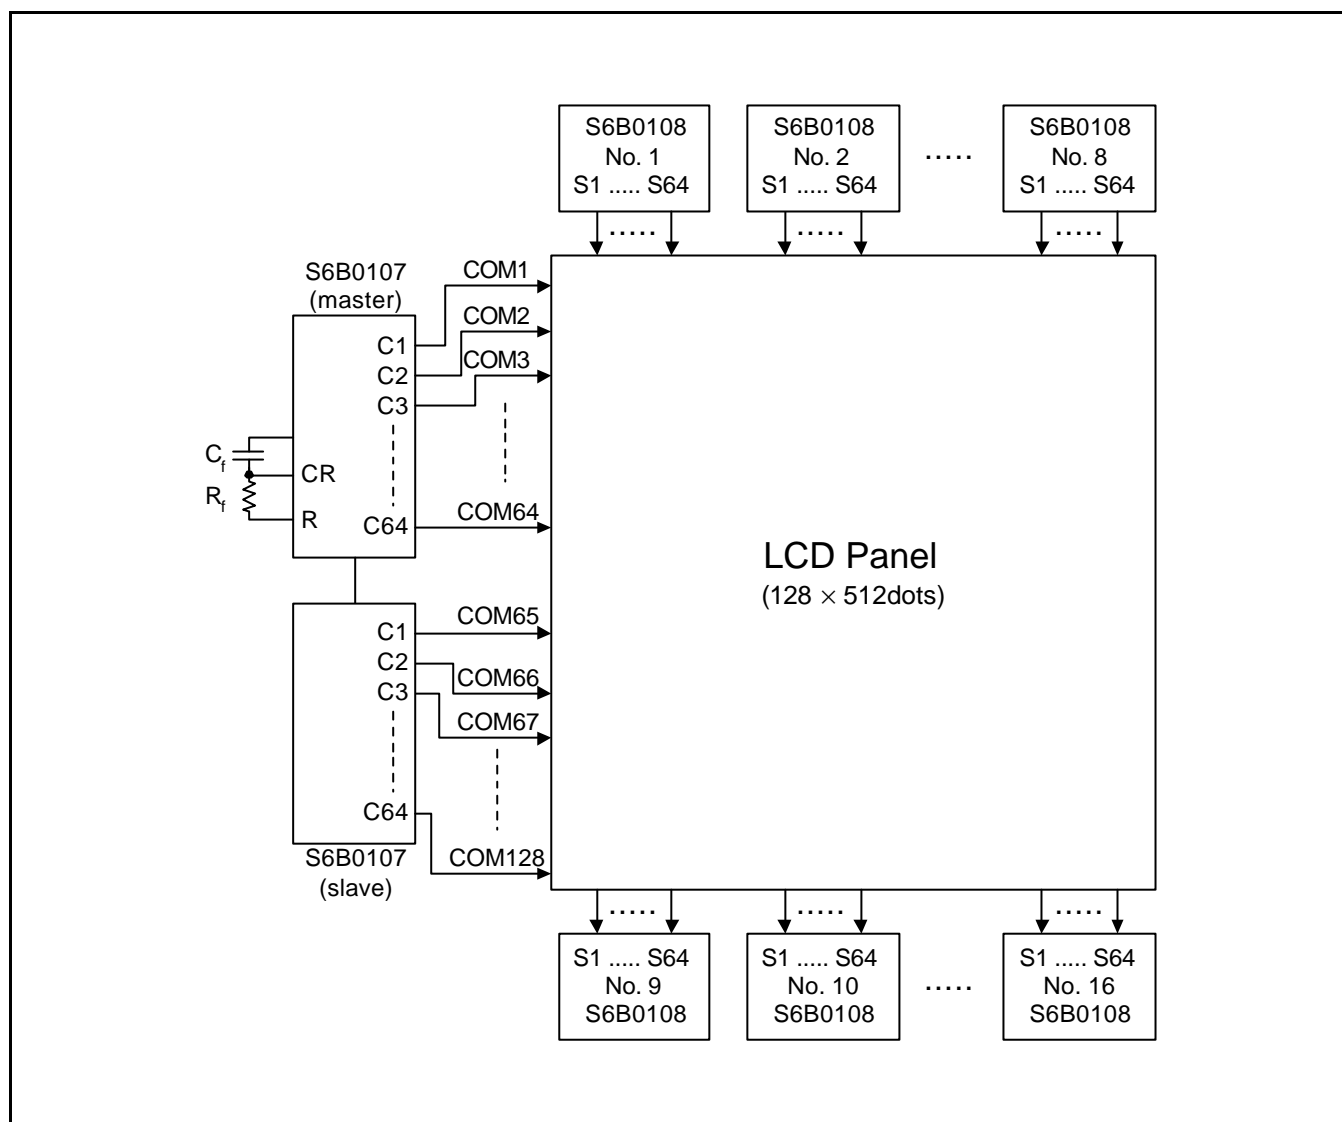 S6B0108
No. 1
S1 ..... S64
S6B0108
No. 2
S1 ..... S64
.....
S6B0108
No. 8
S1 ..... S64
.....
.....
.....
S6B0107
(master)
C1
C2
C3
C64
Cf
CR
Rf
R
COM1
COM2
COM3
COM64
LCD Panel
(128 × 512dots)
C1
C2
C3
C64
S6B0107
(slave)
COM65
COM66
COM67
COM128
.....
.....
.....
S1 ..... S64
No. 9
S6B0108
S1 ..... S64
No. 10
S6B0108
.....
S1 ..... S64
No. 16
S6B0108